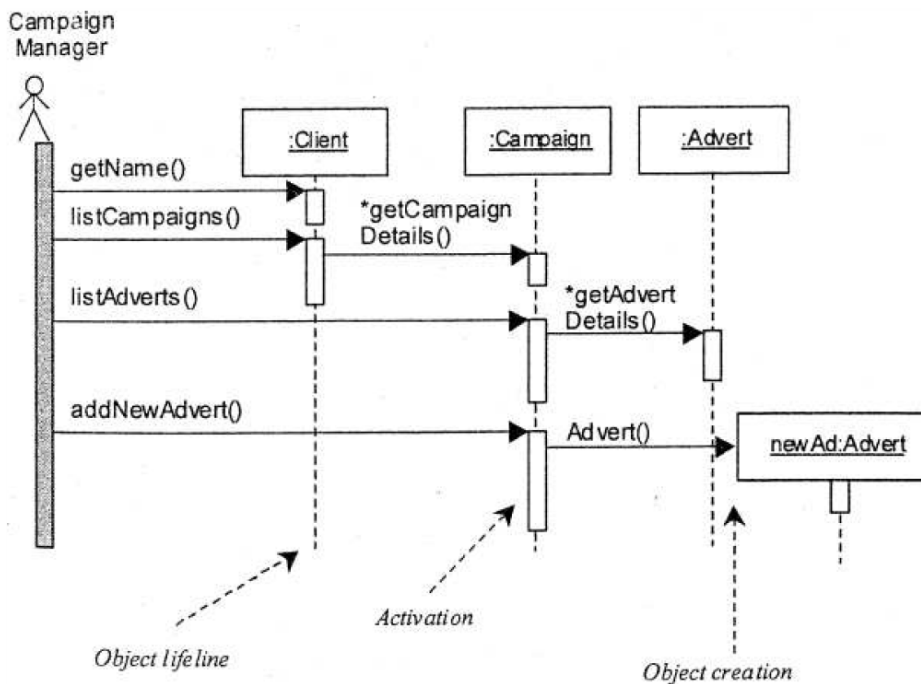 Campaign
Manager
:Client
:Campaign
:Advert
getName()
listCampaigns()
*getCampaign
Details()
listAdverts()
*getAdvert
Details()
addNewAdvert()
Advert()
newAd:Advert
Activation
Object lifeline
Object creation